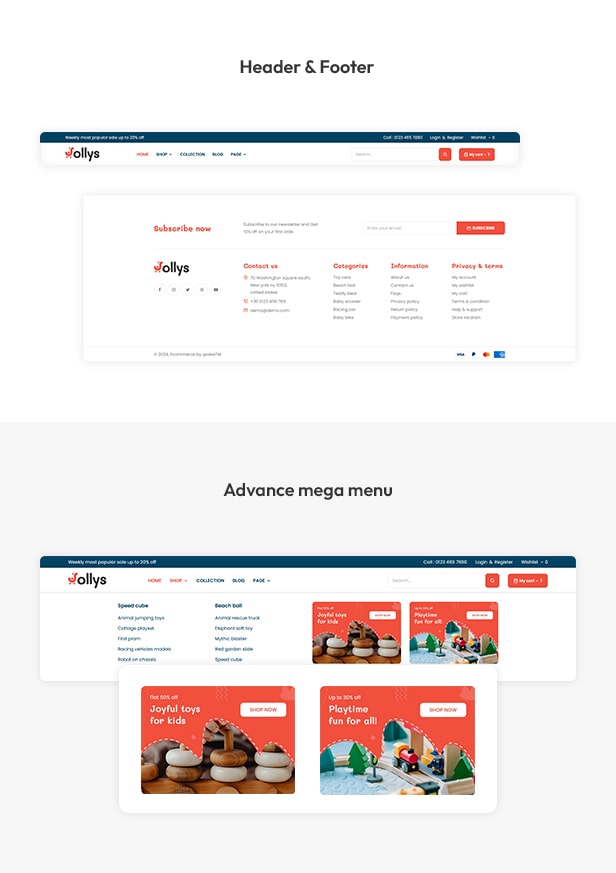 Header & Footer
Weekly most popular sale up to 20% off
Call : 0123 465 7890 Login & Register Wishlist - 0
Jollys
HOME SHOP COLLECTION BLOG PAGE
Search...
My cart - 7
Subscribe now
Subscribe to our newsletter and Get
10% off on your first order.
Enter your email
SUBSCRIBE
Jollys
Contact us
70 Washington square south,
New york ny 10012,
United states
+00 0123 456 789
demo@demo.com
Categories
Toy cars
Beach ball
Teddy bear
Baby wooner
Racing car
Baby bike
Information
About us
Contact us
Faqs
Privacy policy
Return policy
Payment policy
Privacy & terms
My account
My wishlist
My cart
Terms & condition
Help & support
Store location
© 2024, Ecommerce by spacetkl
VISA
Advance mega menu
Weekly most popular sale up to 20% off
Call : 0123 465 7890 Login & Register Wishlist - 0
Jollys
HOME SHOP COLLECTION BLOG PAGE
Search...
My cart - 7
Speed cube
Animal jumping toys
Cottage playset
First pram
Racing vehicles models
Robot on chassis
Beach ball
Animal rescue truck
Elephant soft toy
Mythic blaster
Red garden slide
Speed cube
Flat 50% off
Joyful toys
for kids
SHOP NOW
Up to 30% off
Playtime
fun for all!
SHOP NOW
Flat 50% off
Joyful toys
for kids
SHOP NOW
Up to 30% off
Playtime
fun for all!
SHOP NOW